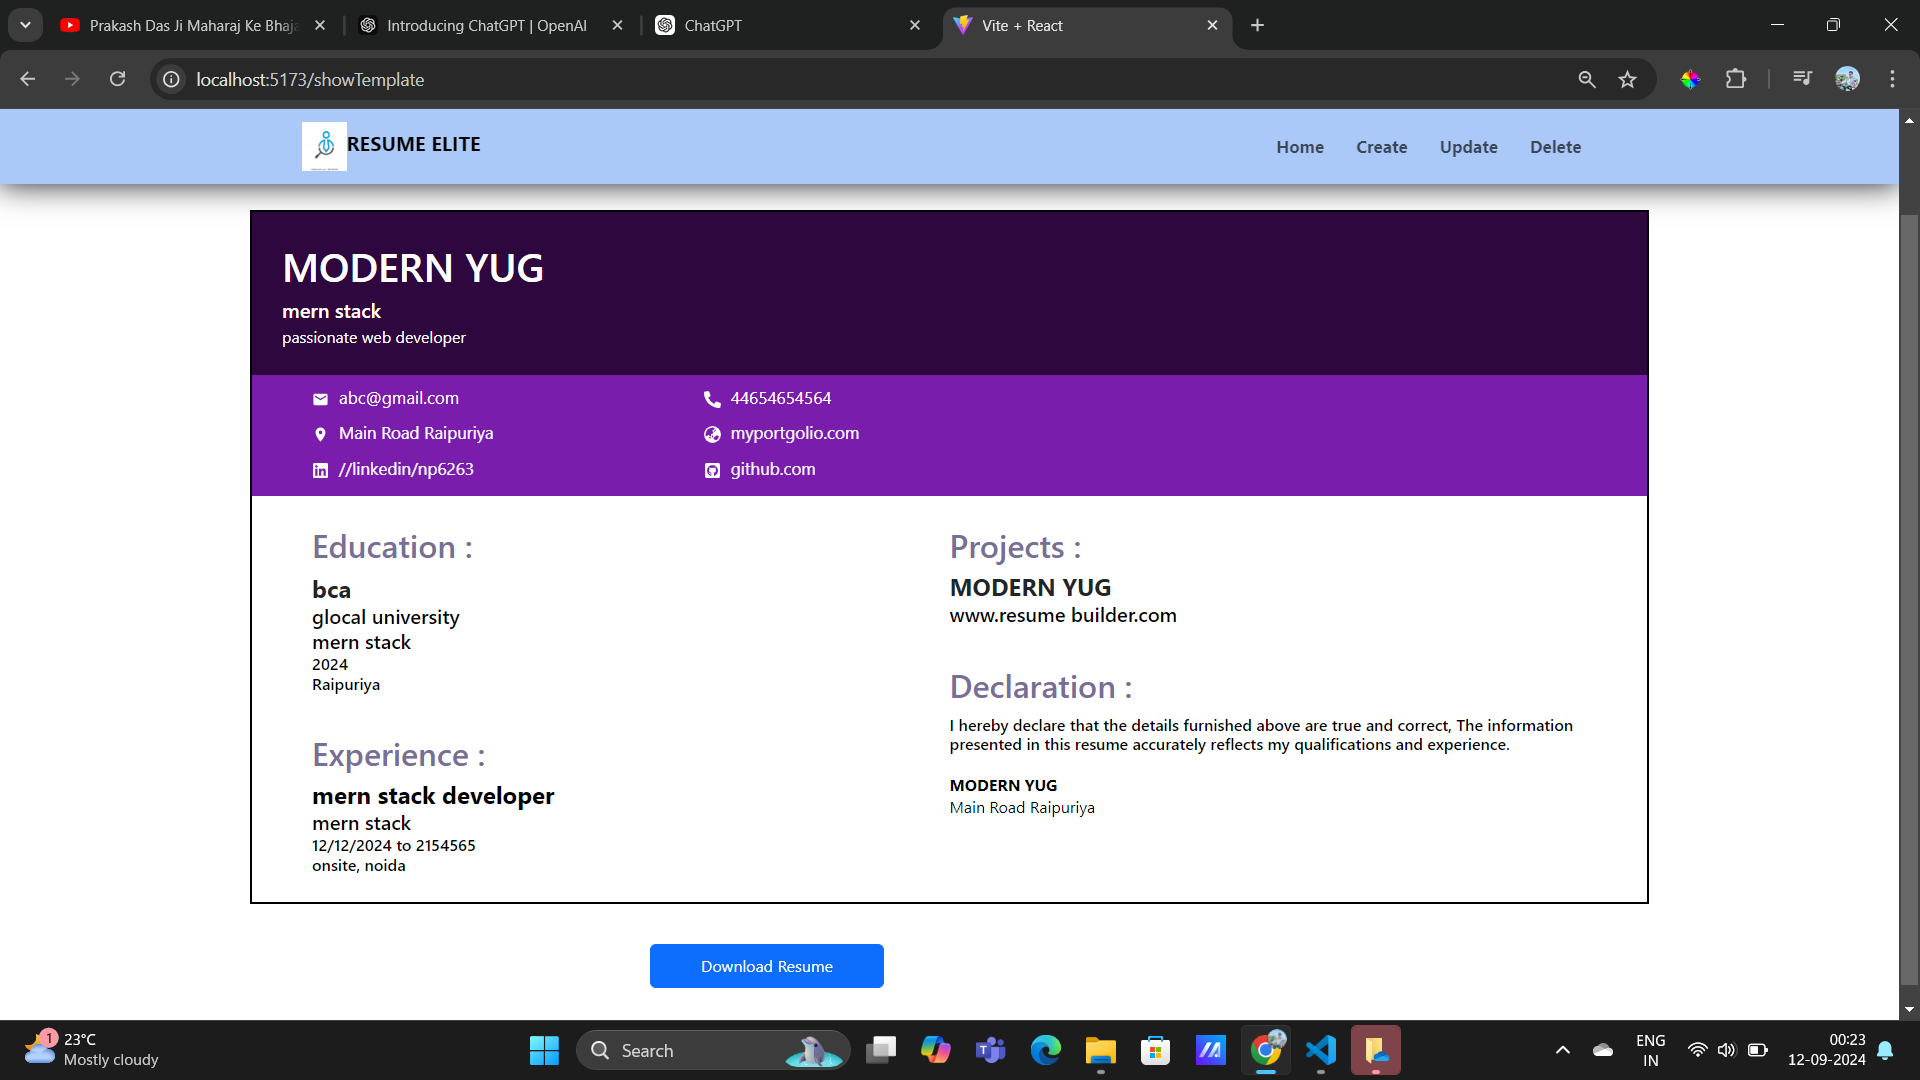 Prakash Das Ji Maharaj Ke Bhaja
Introducing ChatGPT | OpenAI
ChatGPT
Vite + React
localhost:5173/showTemplate
RESUME ELITE
Home
Create
Update
Delete
MODERN YUG
mern stack
passionate web developer
abc@gmail.com
44654654564
Main Road Raipuriya
myportgolio.com
//linkedin/np6263
github.com
Education :
bca
glocal university
mern stack
2024
Raipuriya
Experience :
mern stack developer
mern stack
12/12/2024 to 2154565
onsite, noida
Projects :
MODERN YUG
www.resume builder.com
Declaration :
I hereby declare that the details furnished above are true and correct, The information
presented in this resume accurately reflects my qualifications and experience.
MODERN YUG
Main Road Raipuriya
Download Resume
1
23°C
Mostly cloudy
Search
ENG
IN
00:23
12-09-2024